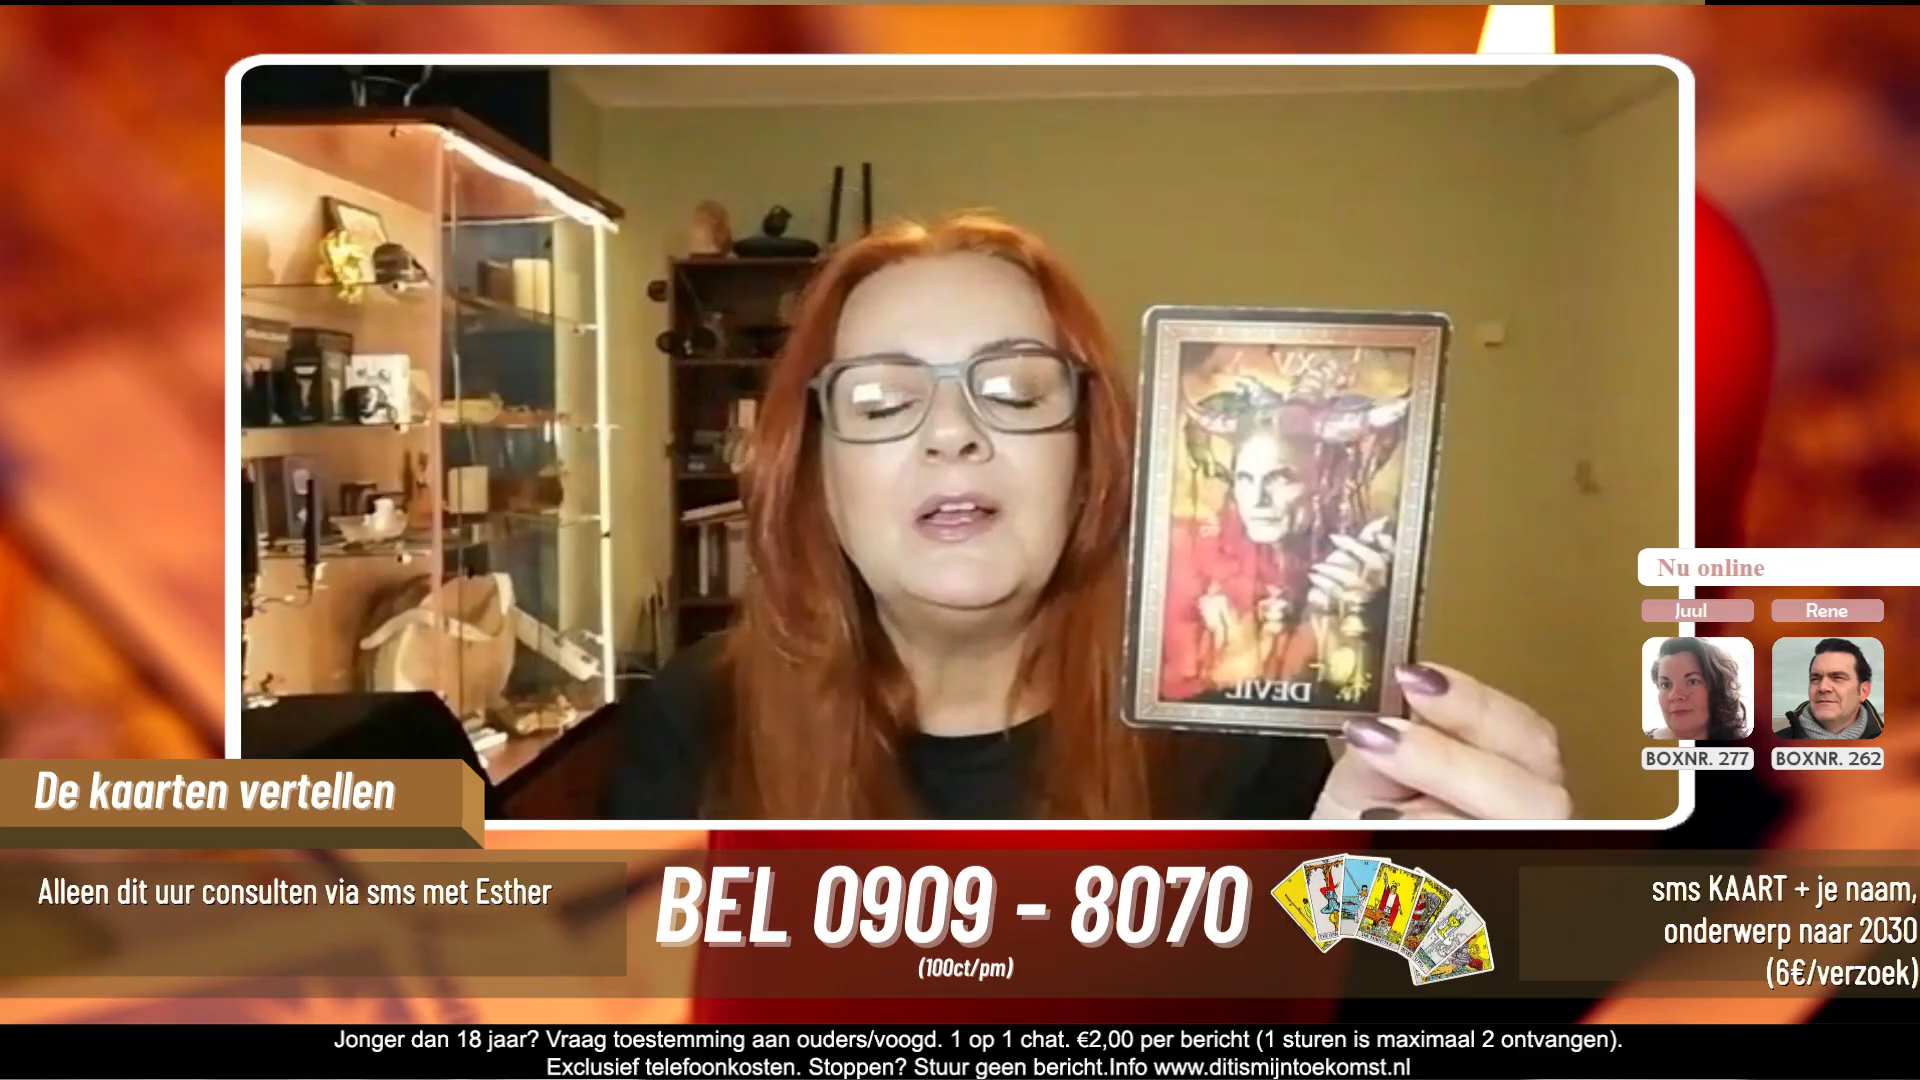 XV
DEVIL
Nu online
Juul
Rene
BOXNR. 277
BOXNR. 262
De kaarten vertellen
Alleen dit uur consulten via sms met Esther
BEL 0909 - 8070
(100ct/pm)
sms KAART + je naam,
onderwerp naar 2030
(6€/verzoek)
Jonger dan 18 jaar? Vraag toestemming aan ouders/voogd. 1 op 1 chat. €2,00 per bericht (1 sturen is maximaal 2 ontvangen).
Exclusief telefoonkosten. Stoppen? Stuur geen bericht.Info www.ditismijntoekomst.nl